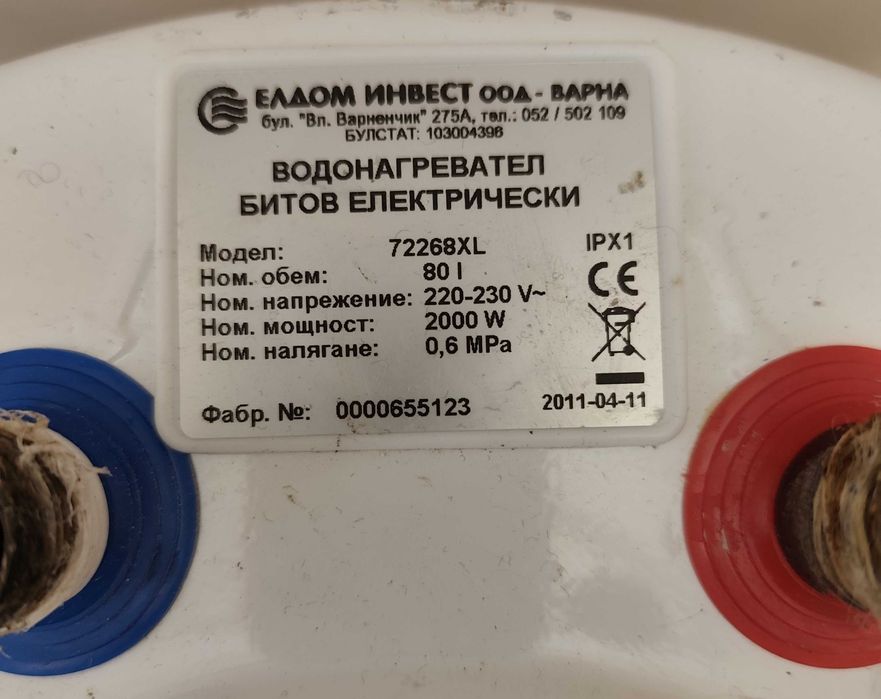 ЕЛДОМ ИНВЕСТ ООД - ВАРНА
бул. "Вл. Варненчик" 275А, тел.: 052 / 502 109
БУЛСТАТ: 103004396
ВОДОНАГРЕВАТЕЛ
БИТОВ ЕЛЕКТРИЧЕСКИ
Модел: 72268XL IPX1
Ном. обем: 80 l CE
Ном. напрежение: 220-230 V~
Ном. мощност: 2000 W
Ном. налягане: 0,6 MPa
Фабр. №: 0000655123 2011-04-11